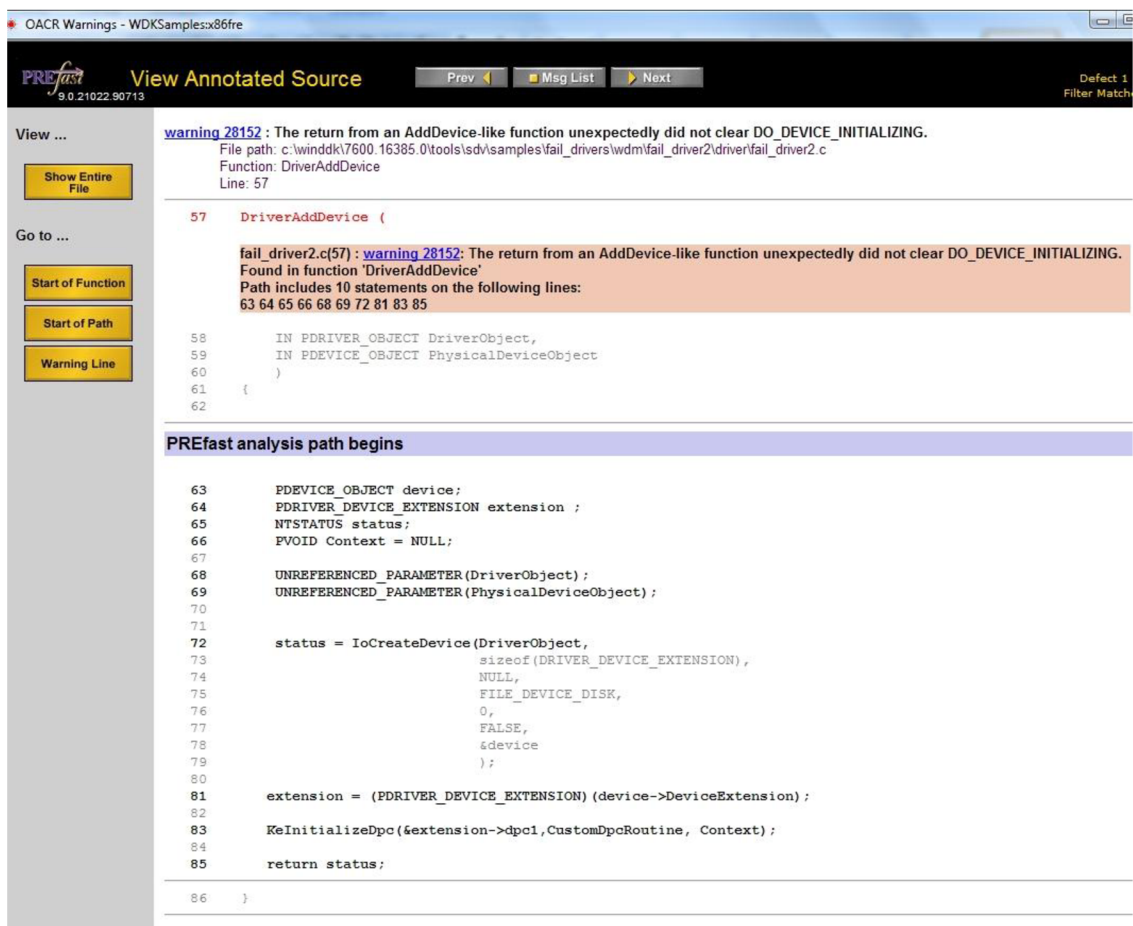 OACR Warnings - WDKSamples:x86fre
PREfast
9.0.21022.90713
View Annotated Source
Prev
Msg List
Next
Defect 1
Filter Matche
View ...
Show Entire
File
Go to ...
Start of Function
Start of Path
Warning Line
warning 28152 : The return from an AddDevice-like function unexpectedly did not clear DO_DEVICE_INITIALIZING.
File path: c:\winddk\7600.16385.0\tools\sdv\samples\fail_drivers\wdm\fail_driver2\driver\fail_driver2.c
Function: DriverAddDevice
Line: 57
57 DriverAddDevice (
fail_driver2.c(57) : warning 28152: The return from an AddDevice-like function unexpectedly did not clear DO_DEVICE_INITIALIZING.
Found in function 'DriverAddDevice'
Path includes 10 statements on the following lines:
63 64 65 66 68 69 72 81 83 85
58 IN PDRIVER_OBJECT DriverObject,
59 IN PDEVICE_OBJECT PhysicalDeviceObject
60 )
61 {
62
PREfast analysis path begins
63 PDEVICE_OBJECT device;
64 PDRIVER_DEVICE_EXTENSION extension ;
65 NTSTATUS status;
66 PVOID Context = NULL;
67
68 UNREFERENCED_PARAMETER(DriverObject);
69 UNREFERENCED_PARAMETER(PhysicalDeviceObject);
70
71
72 status = IoCreateDevice(DriverObject,
73 sizeof(DRIVER_DEVICE_EXTENSION),
74 NULL,
75 FILE_DEVICE_DISK,
76 0,
77 FALSE,
78 &device
79 );
80
81 extension = (PDRIVER_DEVICE_EXTENSION)(device->DeviceExtension);
82
83 KeInitializeDpc(&extension->dpc1,CustomDpcRoutine, Context);
84
85 return status;
86 }